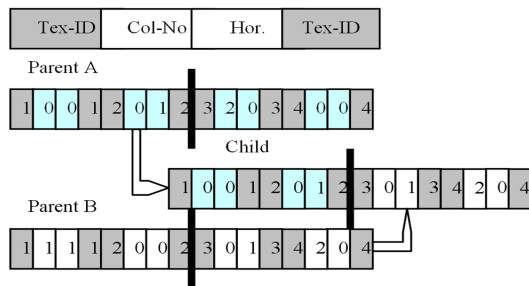 Tex-ID Col-No Hor. Tex-ID
Parent A
1 0 0 1 2 0 1 2 3 2 0 3 4 0 0 4
Child
1 0 0 1 2 0 1 2 3 0 1 3 4 2 0 4
Parent B
1 1 1 1 2 0 0 2 3 0 1 3 4 2 0 4